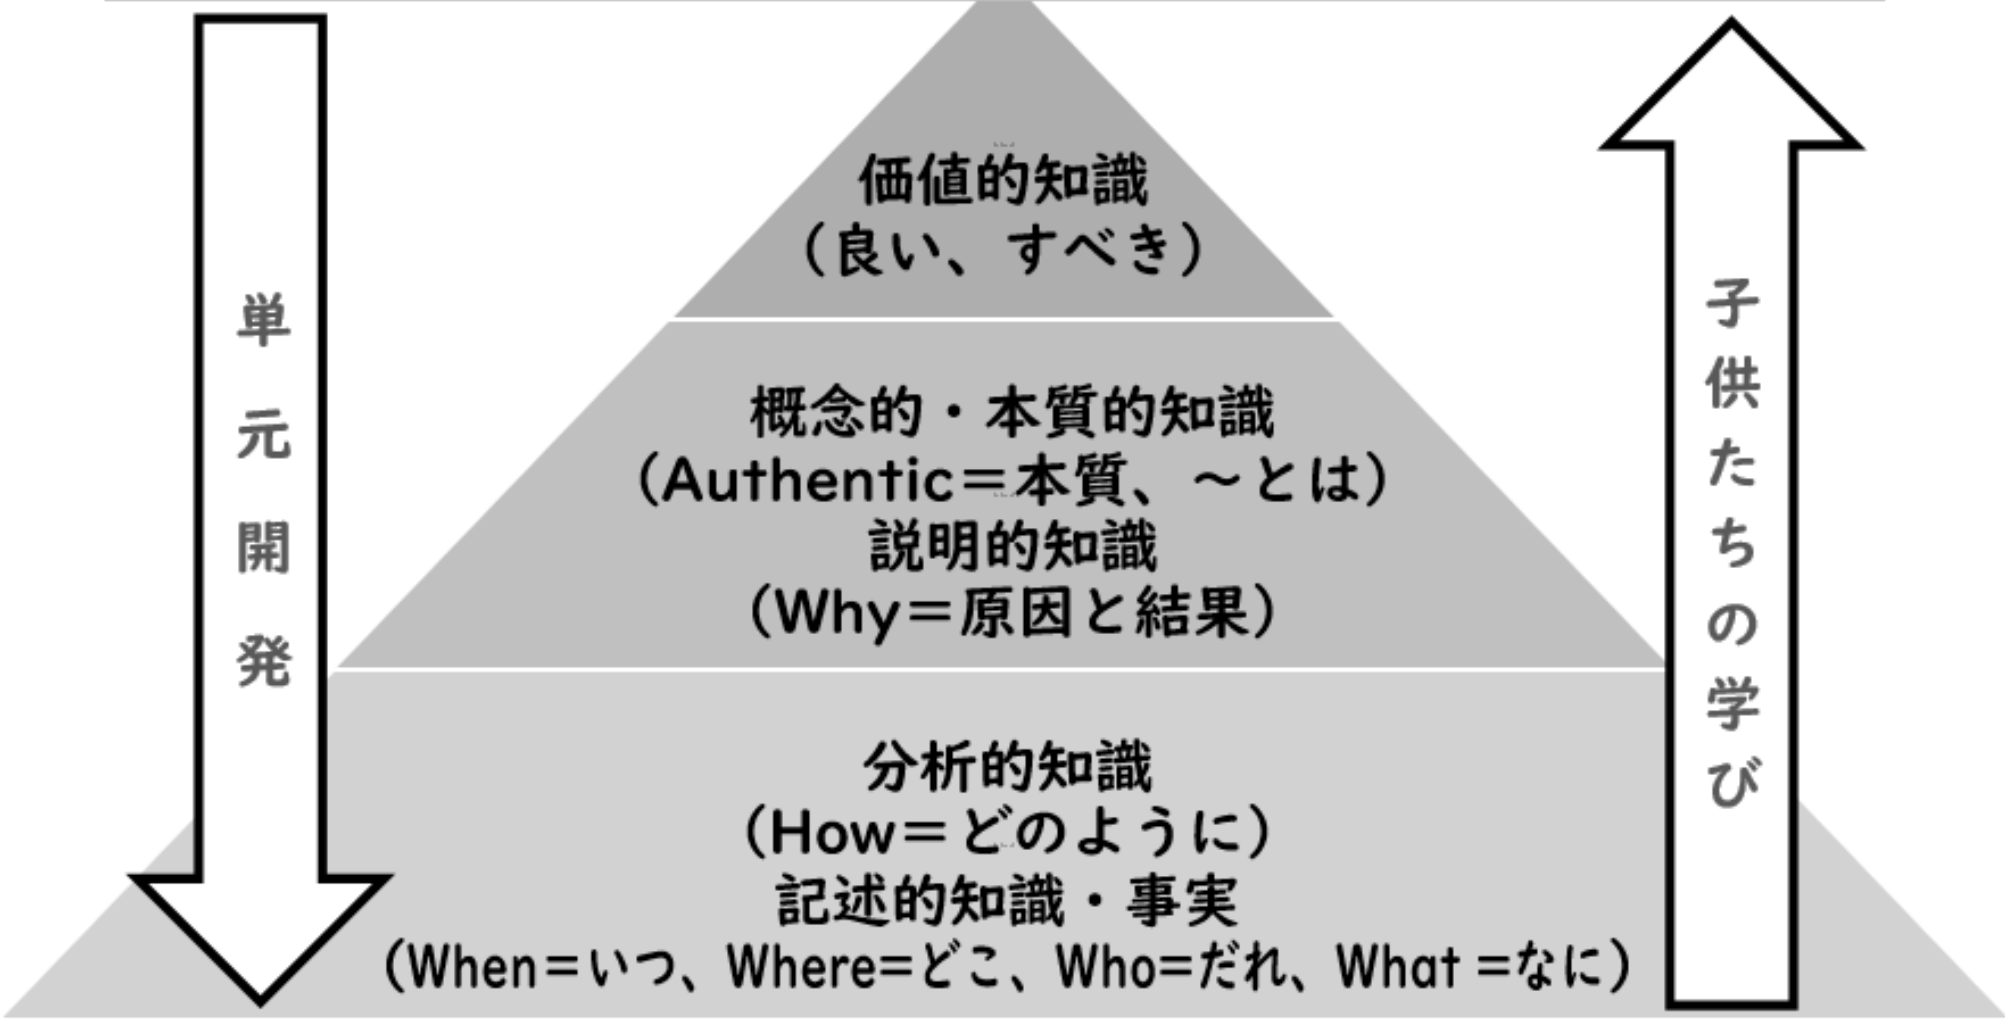 単元開発
価値的知識
（良い、すべき）
概念的・本質的知識
（Authentic＝本質、～とは）
説明的知識
（Why＝原因と結果）
分析的知識
（How＝どのように）
記述的知識・事実
（When＝いつ、Where=どこ、Who=だれ、What =なに）
子供たちの学び